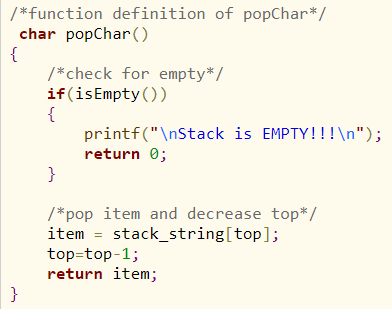 /*function definition of popChar*/
char popChar()
{
/*check for empty*/
if(isEmpty())
{
printf("\nStack is EMPTY!!!\n");
return 0;
}
/*pop item and decrease top*/
item = stack_string[top];
top=top-1;
return item;
}